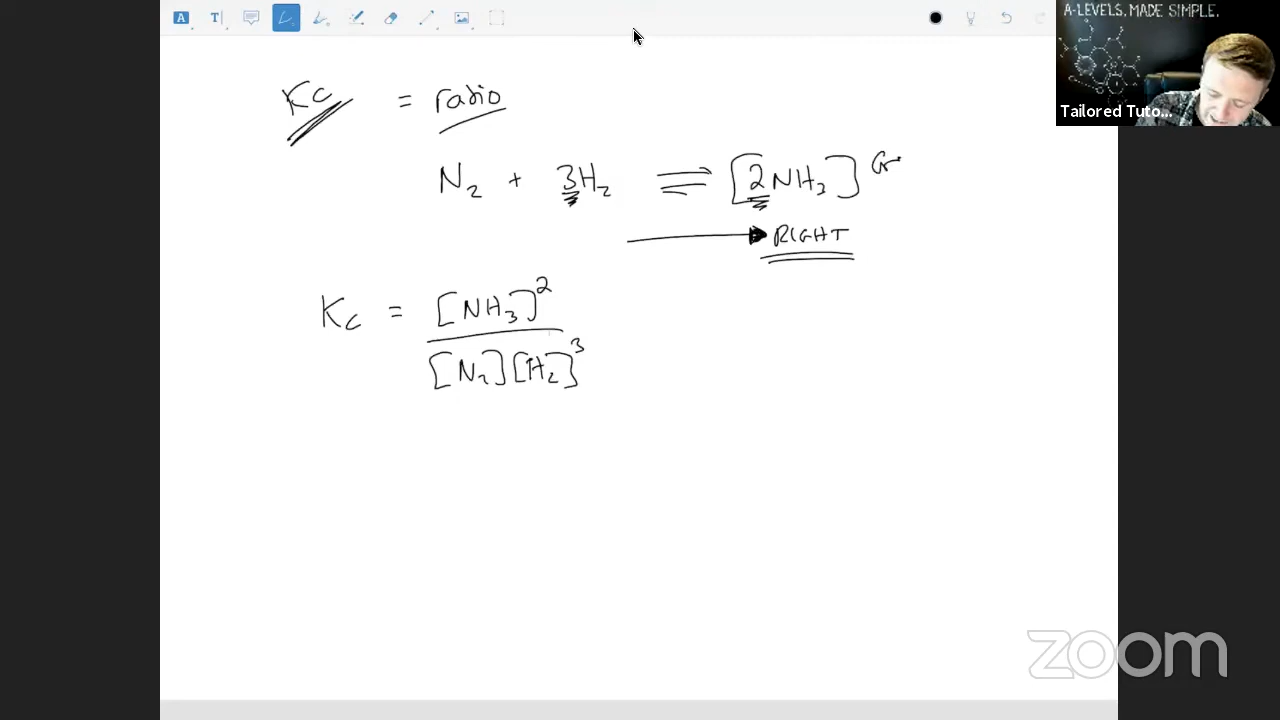 A-LEVELS. MADE SIMPLE.
Tailored Tuto...
Kc = ratio
N₂ + 3H₂ ⇌ [2NH₃]
RIGHT
Kc = [NH₃]²
[N₂][H₂]³
zoom